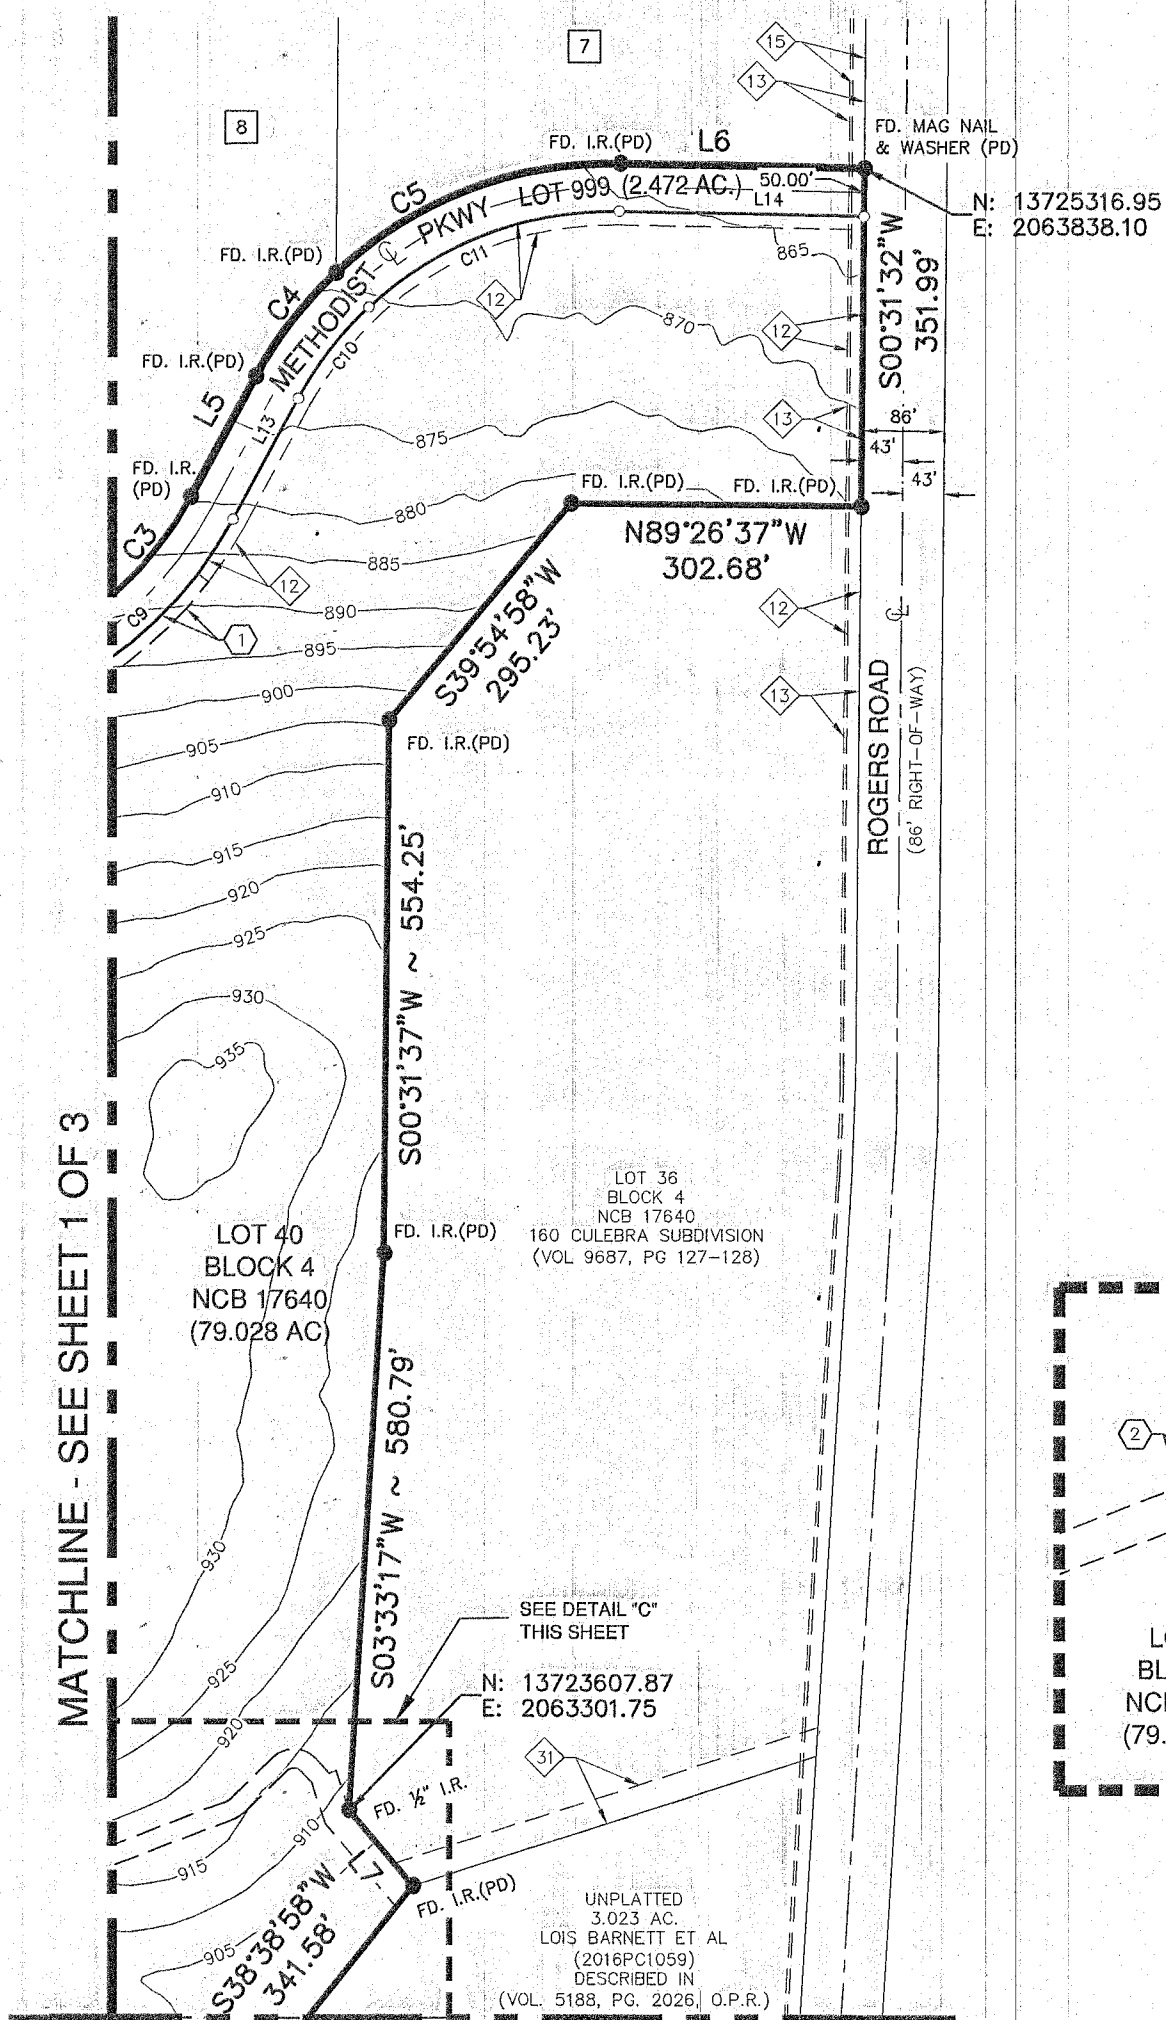 7
15
13
8
FD. MAG NAIL
& WASHER (PD)
FD. I.R.(PD)
L6
N: 13725316.95
E: 2063838.10
C5
METHODIST ℄ PKWY LOT 999 (2.472 AC.)
50.00'
L14
FD. I.R.(PD)
C4
C11
12
865
870
12
S00°31'32"W
351.99'
FD. I.R.(PD)
C10
L5
L13
13
86'
43'
43'
875
FD. I.R.
(PD)
FD. I.R.(PD)
FD. I.R.(PD)
880
N89°26'37"W
302.68'
C3
885
12
S39°54'58"W
295.23'
12
890
C9
1
895
℄
900
13
ROGERS ROAD
(86' RIGHT-OF-WAY)
905
FD. I.R.(PD)
910
915
920
925
S00°31'37"W ~ 554.25'
930
935
MATCHLINE - SEE SHEET 1 OF 3
LOT 36
BLOCK 4
NCB 17640
160 CULEBRA SUBDIVISION
(VOL 9687, PG 127-128)
LOT 40
BLOCK 4
NCB 17640
(79.028 AC)
FD. I.R.(PD)
S03°33'17"W ~ 580.79'
2
930
SEE DETAIL "C"
THIS SHEET
N: 13723607.87
E: 2063301.75
925
920
LO
BL
NC
(79.
31
FD. ½" I.R.
910
915
L7
FD. I.R.(PD)
905
S38°38'58"W
341.58'
UNPLATTED
3.023 AC.
LOIS BARNETT ET AL
(2016PC1059)
DESCRIBED IN
(VOL. 5188, PG. 2026, O.P.R.)